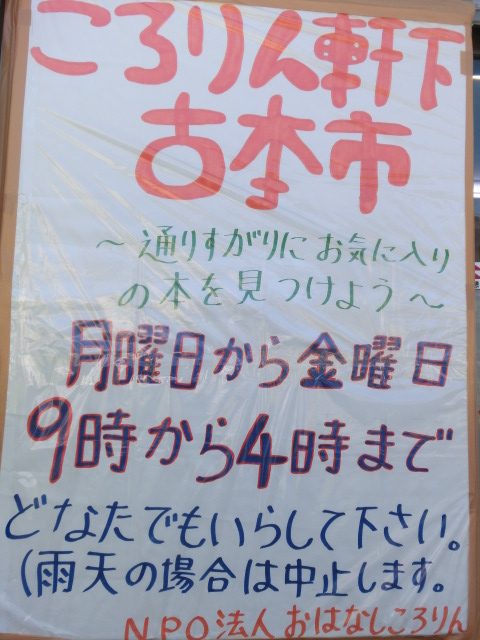 ころりん軒下
古本市
～通りすがりにお気に入り
の本を見つけよう～
月曜日から金曜日
9時から4時まで
どなたでもいらして下さい。
(雨天の場合は中止します。
NPO法人おはなしころりん